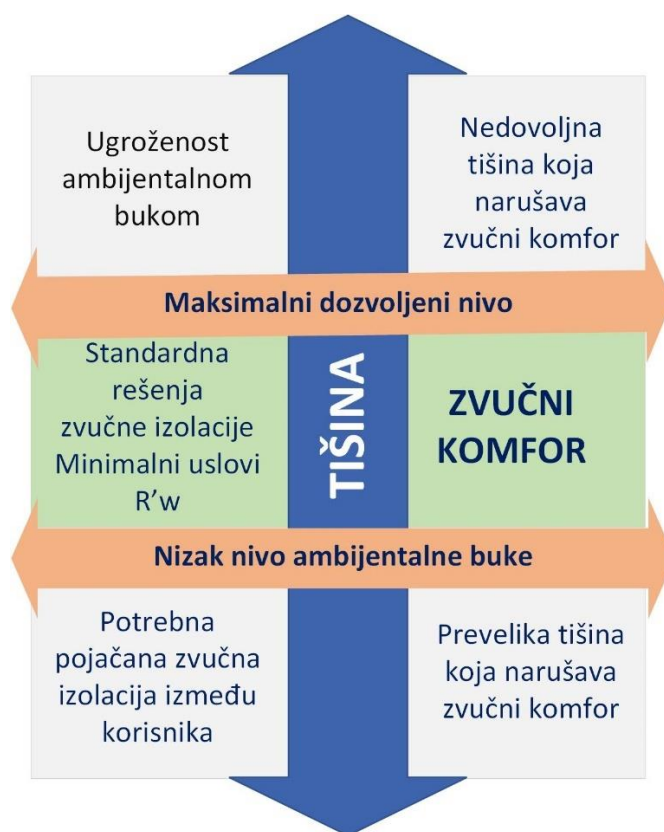 Ugroženost
ambijentalnom
bukom
Nedovoljna
tišina koja
narušava
zvučni komfor
Maksimalni dozvoljeni nivo
Standardna
rešenja
zvučne izolacije
Minimalni uslovi
R’w
TIŠINA
ZVUČNI
KOMFOR
Nizak nivo ambijentalne buke
Potrebna
pojačana zvučna
izolacija između
korisnika
Prevelika tišina
koja narušava
zvučni komfor